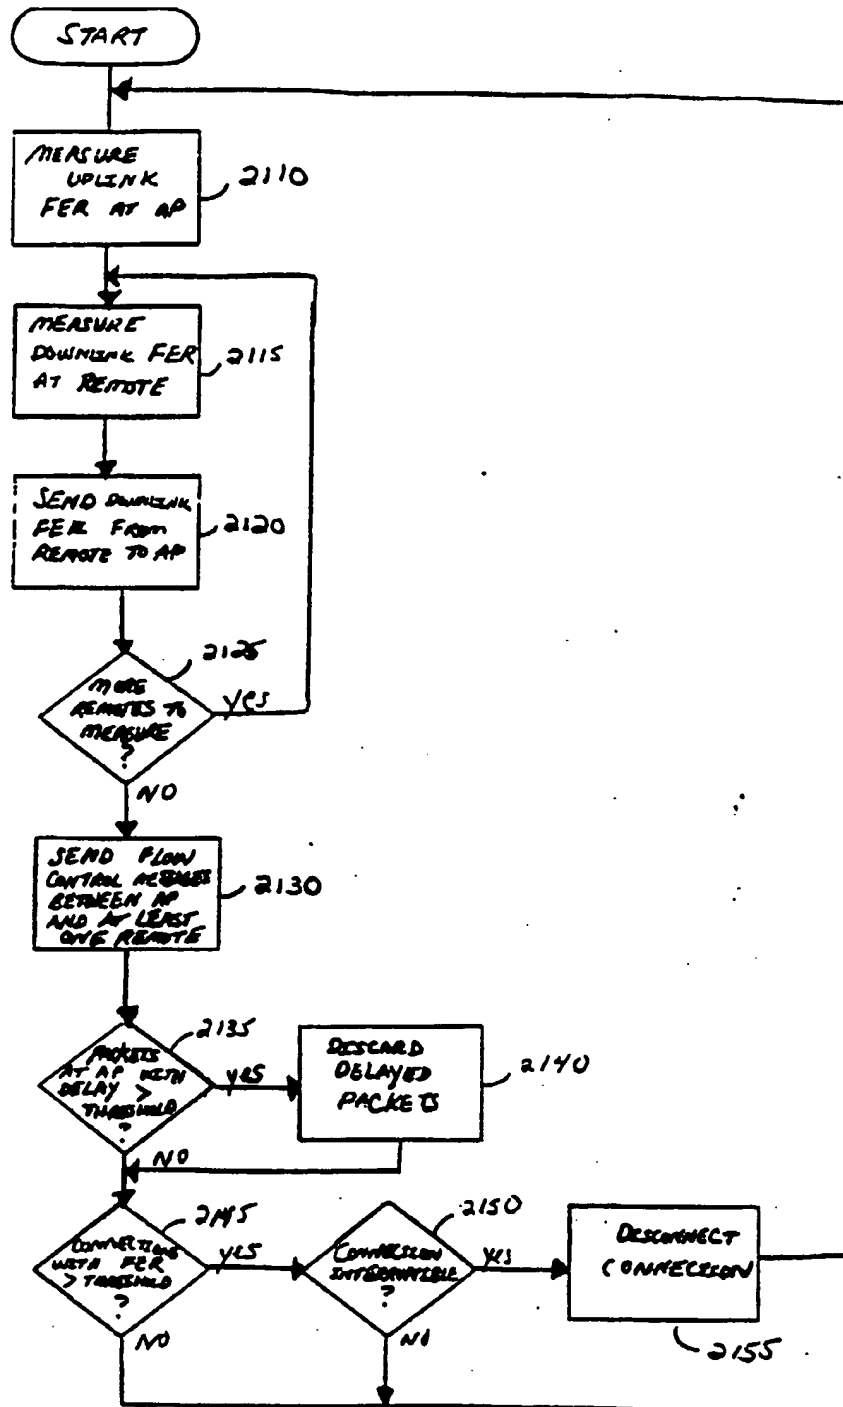 START
MEASURE
UPLINK
FER AT AP
2110
MEASURE
DOWNLINK FER
AT REMOTE
2115
SEND DOWNLINK
FER FROM
REMOTE TO AP
2120
2125
MORE
REMOTES TO
MEASURE
?
yes
NO
SEND FLOW
CONTROL MESSAGES
BETWEEN AP
AND AT LEAST
ONE REMOTE
2130
2135
PACKETS
AT AP WITH
DELAY >
THRESHOLD
?
yes
NO
DISCARD
DELAYED
PACKETS
2140
2145
CONNECTIONS
WITH FER
> THRESHOLD
?
yes
NO
2150
INTERRUPTIBLE
?
yes
NO
DISCONNECT
CONNECTION
2155